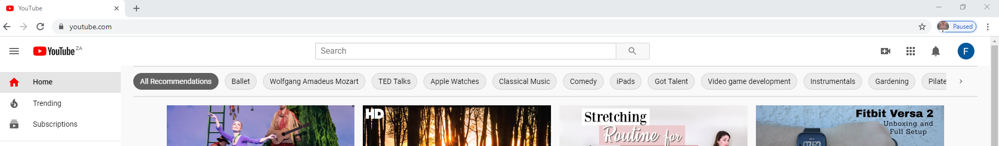 YouTube
youtube.com
Paused
YouTube ZA
Search
F
Home
All Recommendations
Ballet
Wolfgang Amadeus Mozart
TED Talks
Apple Watches
Classical Music
Comedy
iPads
Got Talent
Video game development
Instrumentals
Gardening
Pilate
Trending
Subscriptions
HD
Stretching
Routine for
Fitbit Versa 2
Unboxing and
Full Setup
07:52